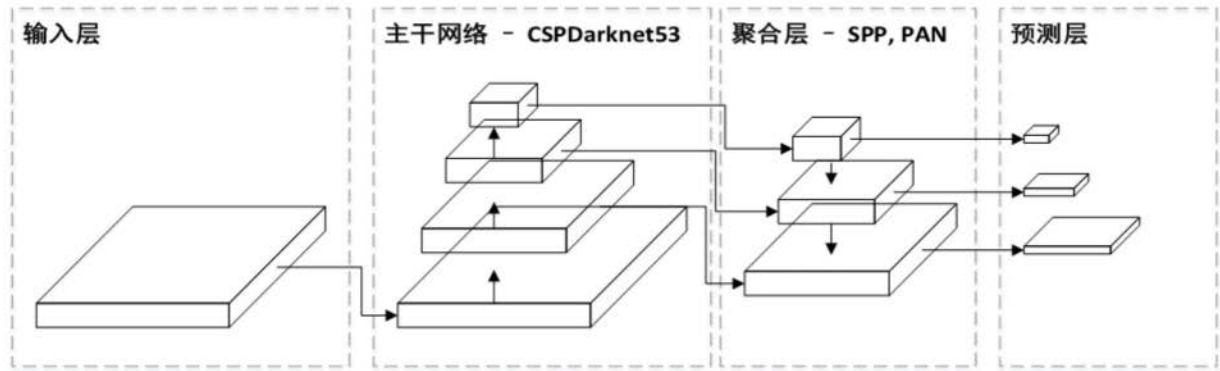 输入层
主干网络 - CSPDarknet53
聚合层 - SPP, PAN
预测层